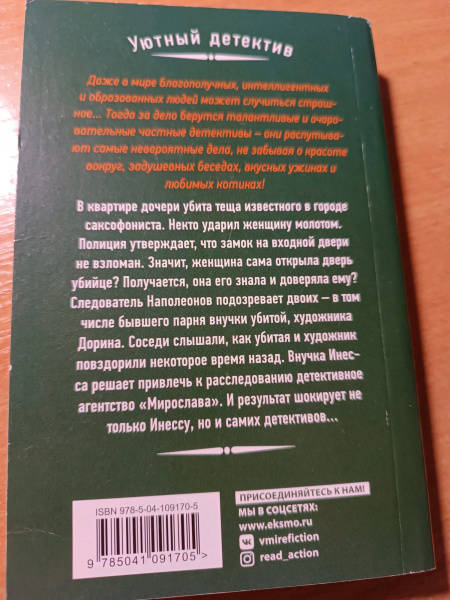 Уютный детектив
Даже в мире благополучных, интеллигентных
и образованных людей может случиться страш-
ное... Тогда за дело берутся талантливые и очаро-
вательные частные детективы – они распутыва-
ют самые невероятные дела, не забывая о красоте
вокруг, задушевных беседах, вкусных ужинах и
любимых котиках!
В квартире дочери убита теща известного в городе
саксофониста. Некто ударил женщину молотом.
Полиция утверждает, что замок на входной двери
не взломан. Значит, женщина сама открыла дверь
убийце? Получается, она его знала и доверяла ему?
Следователь Наполеонов подозревает двоих – в том
числе бывшего парня внучки убитой, художника
Дорина. Соседи слышали, как убитая и художник
повздорили некоторое время назад. Внучка Инес-
са решает привлечь к расследованию детективное
агентство «Мирослава». И результат шокирует не
только Инессу, но и самих детективов...
ISBN 978-5-04-109170-5
9 785041 091705 >
ПРИСОЕДИНЯЙТЕСЬ К НАМ!
МЫ В СОЦСЕТЯХ:
www.eksmo.ru
vmirefiction
read_action